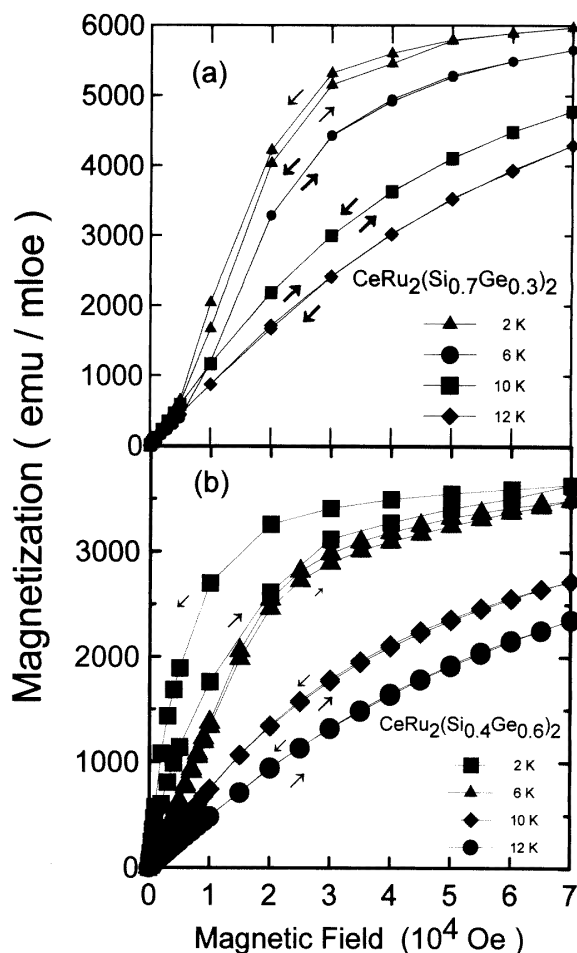 6000
(a)
5000
4000
3000
CeRu2(Si0.7Ge0.3)2
2 K
2000
6 K
10 K
1000
12 K
0
Magnetization ( emu / mloe )
(b)
3000
2000
CeRu2(Si0.4Ge0.6)2
2 K
1000
6 K
10 K
12 K
0
0 1 2 3 4 5 6 7
Magnetic Field (10^4 Oe)